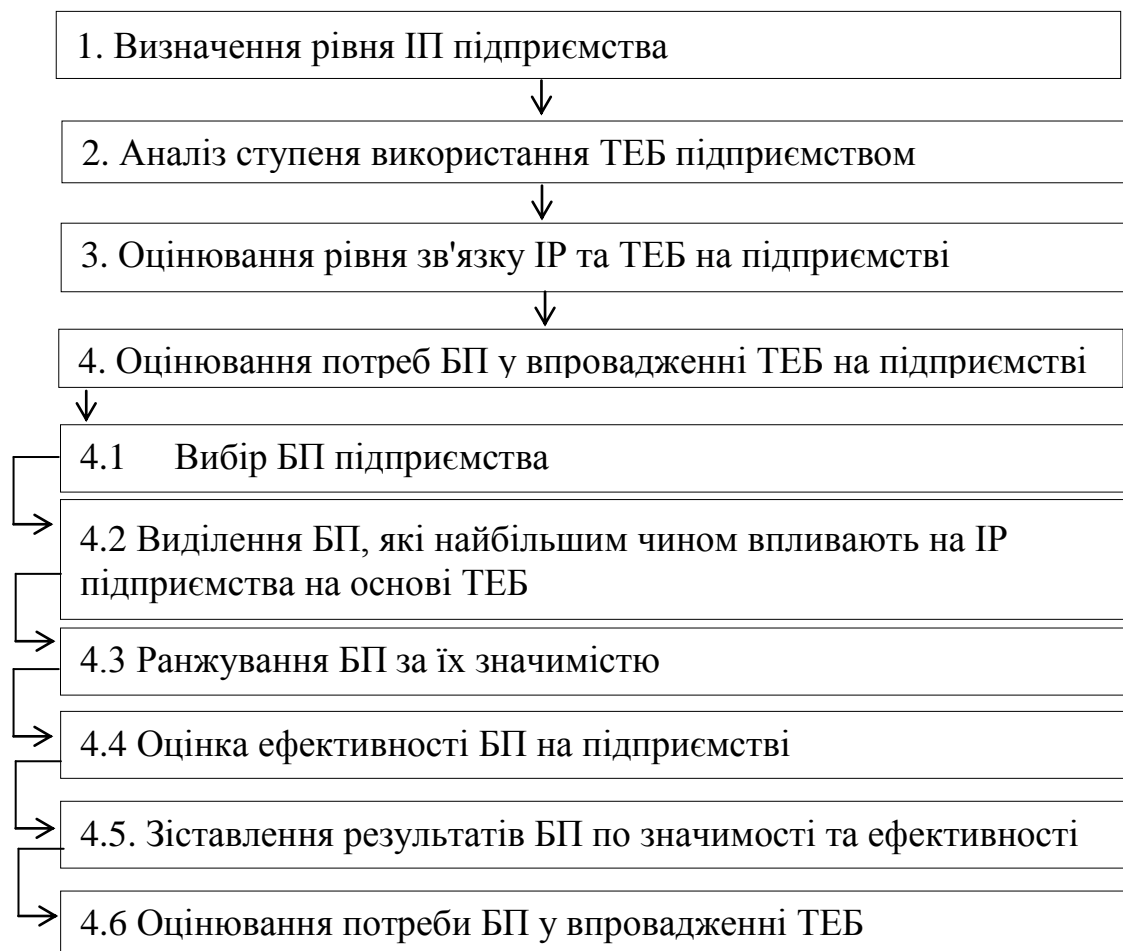 1. Визначення рівня ІП підприємства
2. Аналіз ступеня використання ТЕБ підприємством
3. Оцінювання рівня зв'язку ІР та ТЕБ на підприємстві
4. Оцінювання потреб БП у впровадженні ТЕБ на підприємстві
4.1 Вибір БП підприємства
4.2 Виділення БП, які найбільшим чином впливають на ІР
підприємства на основі ТЕБ
4.3 Ранжування БП за їх значимістю
4.4 Оцінка ефективності БП на підприємстві
4.5. Зіставлення результатів БП по значимості та ефективності
4.6 Оцінювання потреби БП у впровадженні ТЕБ